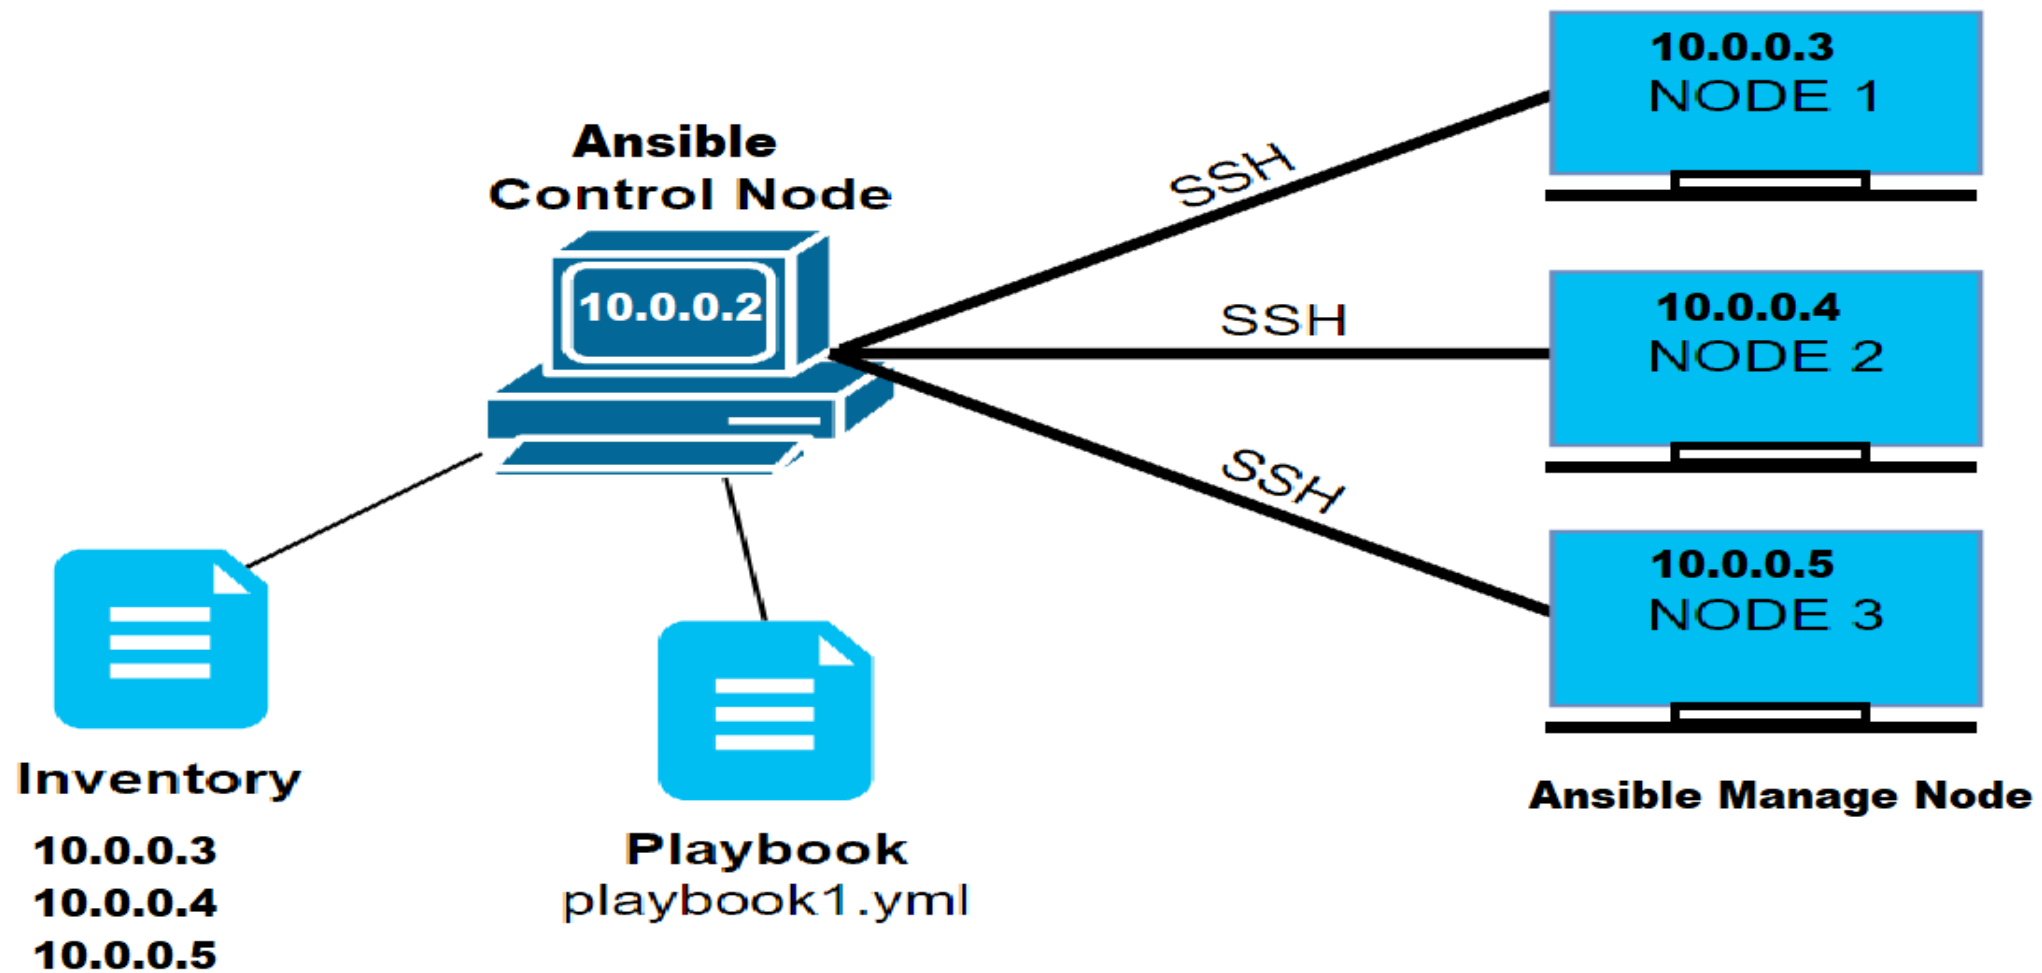 Ansible
Control Node
10.0.0.2
SSH
SSH
SSH
10.0.0.3
NODE 1
10.0.0.4
NODE 2
10.0.0.5
NODE 3
Ansible Manage Node
Inventory
10.0.0.3
10.0.0.4
10.0.0.5
Playbook
playbook1.yml